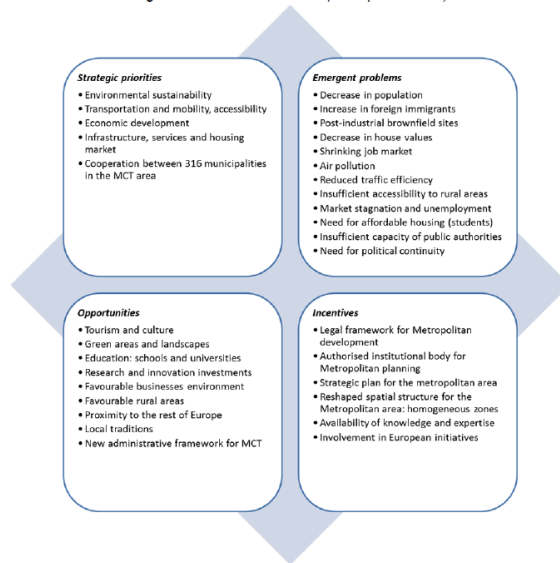 Strategic priorities
• Environmental sustainability
• Transportation and mobility, accessibility
• Economic development
• Infrastructure, services and housing
market
• Cooperation between 316 municipalities
in the MCT area
Emergent problems
• Decrease in population
• Increase in foreign immigrants
• Post-industrial brownfield sites
• Decrease in house values
• Shrinking job market
• Air pollution
• Reduced traffic efficiency
• Insufficient accessibility to rural areas
• Market stagnation and unemployment
• Need for affordable housing (students)
• Insufficient capacity of public authorities
• Need for political continuity
Opportunities
• Tourism and culture
• Green areas and landscapes
• Education: schools and universities
• Research and innovation investments
• Favourable businesses environment
• Favourable rural areas
• Proximity to the rest of Europe
• Local traditions
• New administrative framework for MCT
Incentives
• Legal framework for Metropolitan
development
• Authorised institutional body for
Metropolitan planning
• Strategic plan for the metropolitan area
• Reshaped spatial structure for the
Metropolitan area: homogeneous zones
• Availability of knowledge and expertise
• Involvement in European initiatives